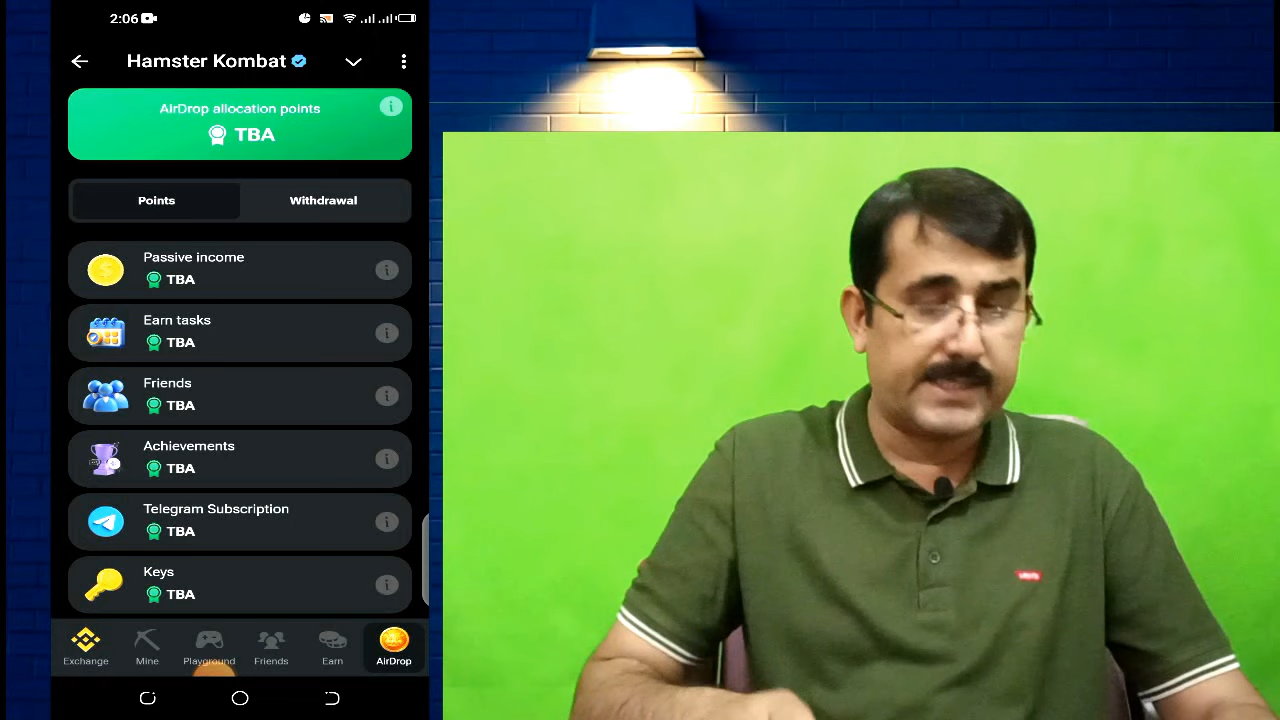 2:06
Hamster Kombat
AirDrop allocation points
TBA
Points
Withdrawal
Passive income
TBA
Earn tasks
TBA
Friends
TBA
Achievements
TBA
Telegram Subscription
TBA
Keys
TBA
Exchange
Mine
Playground
Friends
Earn
AirDrop